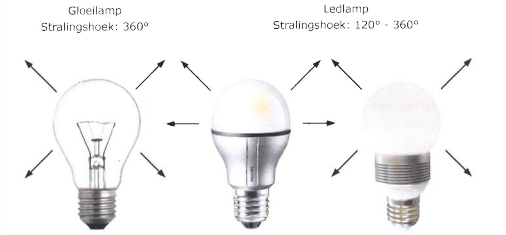 Gloeilamp
Stralingshoek: 360°
Ledlamp
Stralingshoek: 120° - 360°